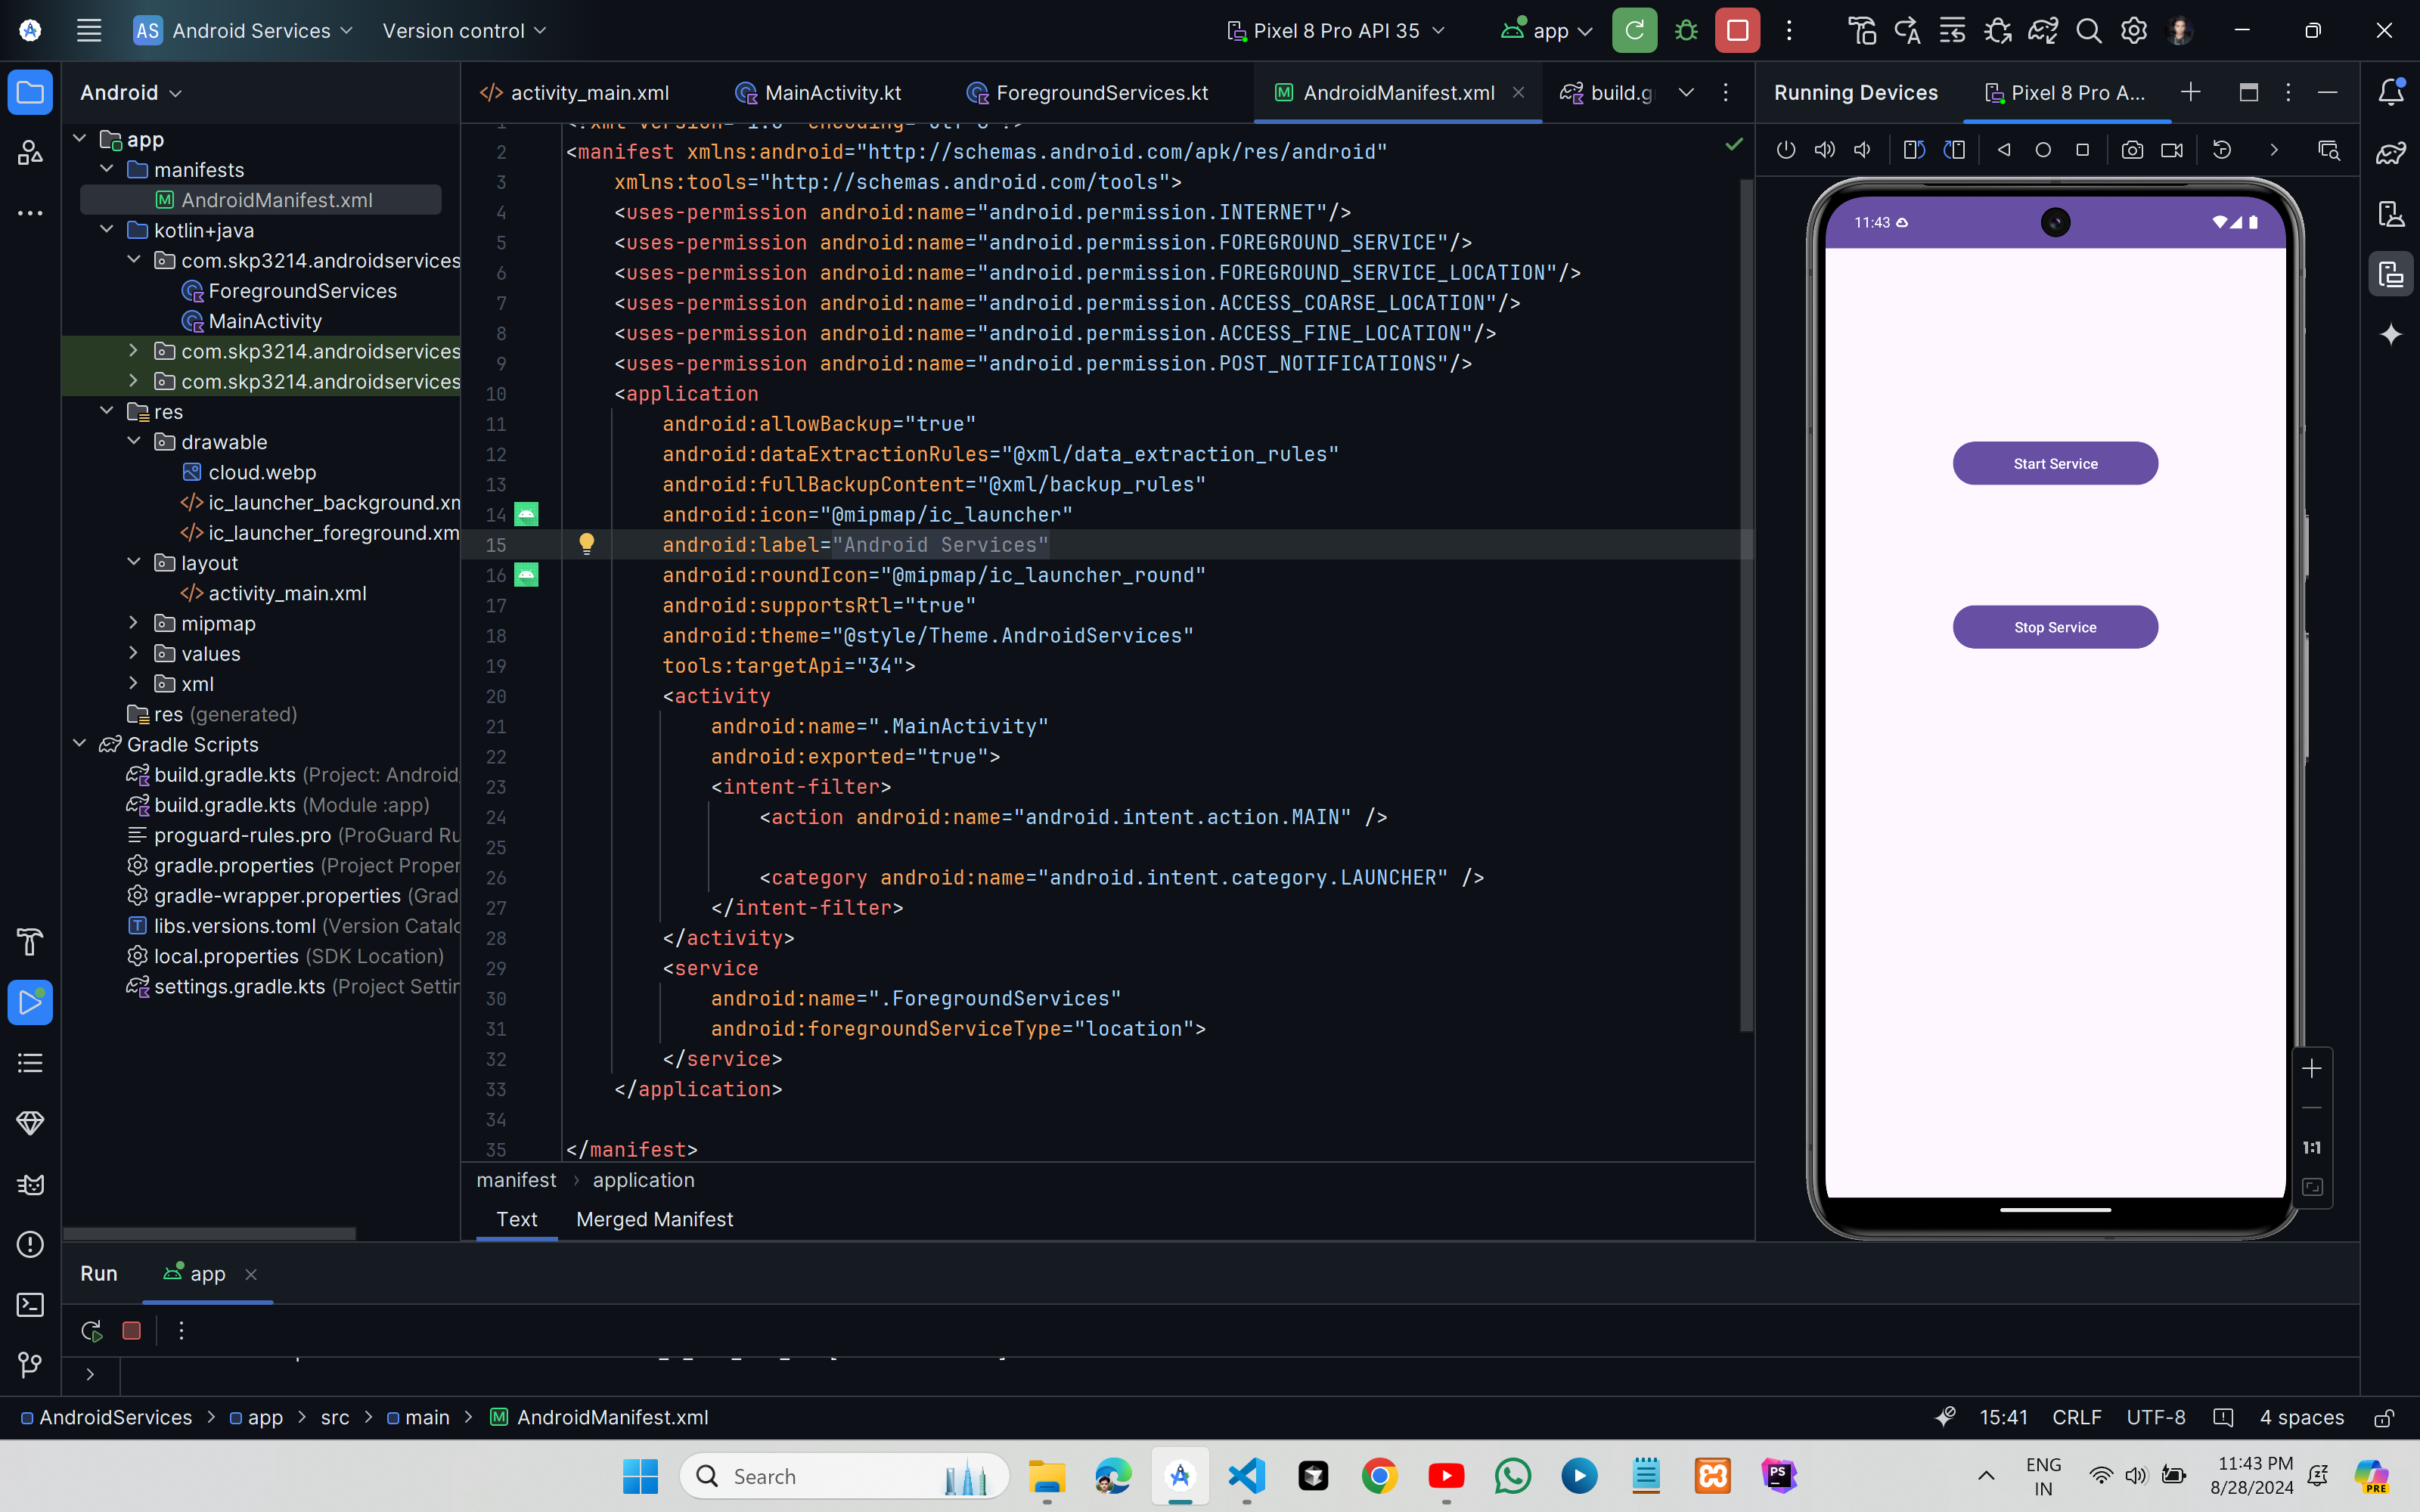 AS Android Services Version control Pixel 8 Pro API 35 app
Android
app
manifests
AndroidManifest.xml
kotlin+java
com.skp3214.androidservices
ForegroundServices
MainActivity
com.skp3214.androidservices
com.skp3214.androidservices
res
drawable
cloud.webp
ic_launcher_background.xm
ic_launcher_foreground.xm
layout
activity_main.xml
mipmap
values
xml
res (generated)
Gradle Scripts
build.gradle.kts (Project: Android_
build.gradle.kts (Module :app)
proguard-rules.pro (ProGuard Ru
gradle.properties (Project Proper
gradle-wrapper.properties (Grad
libs.versions.toml (Version Catalo
local.properties (SDK Location)
settings.gradle.kts (Project Settin
activity_main.xml MainActivity.kt ForegroundServices.kt AndroidManifest.xml build.g
2 <manifest xmlns:android="http://schemas.android.com/apk/res/android"
3 xmlns:tools="http://schemas.android.com/tools">
4 <uses-permission android:name="android.permission.INTERNET"/>
5 <uses-permission android:name="android.permission.FOREGROUND_SERVICE"/>
6 <uses-permission android:name="android.permission.FOREGROUND_SERVICE_LOCATION"/>
7 <uses-permission android:name="android.permission.ACCESS_COARSE_LOCATION"/>
8 <uses-permission android:name="android.permission.ACCESS_FINE_LOCATION"/>
9 <uses-permission android:name="android.permission.POST_NOTIFICATIONS"/>
10 <application
11 android:allowBackup="true"
12 android:dataExtractionRules="@xml/data_extraction_rules"
13 android:fullBackupContent="@xml/backup_rules"
14 android:icon="@mipmap/ic_launcher"
15 android:label="Android Services"
16 android:roundIcon="@mipmap/ic_launcher_round"
17 android:supportsRtl="true"
18 android:theme="@style/Theme.AndroidServices"
19 tools:targetApi="34">
20 <activity
21 android:name=".MainActivity"
22 android:exported="true">
23 <intent-filter>
24 <action android:name="android.intent.action.MAIN" />
25
26 <category android:name="android.intent.category.LAUNCHER" />
27 </intent-filter>
28 </activity>
29 <service
30 android:name=".ForegroundServices"
31 android:foregroundServiceType="location">
32 </service>
33 </application>
34
35 </manifest>
manifest › application
Text Merged Manifest
Running Devices Pixel 8 Pro A...
11:43
Start Service
Stop Service
1:1
Run app
AndroidServices > app > src > main > AndroidManifest.xml
15:41 CRLF UTF-8 4 spaces
Search
PS
ENG
IN
11:43 PM
8/28/2024
PRE